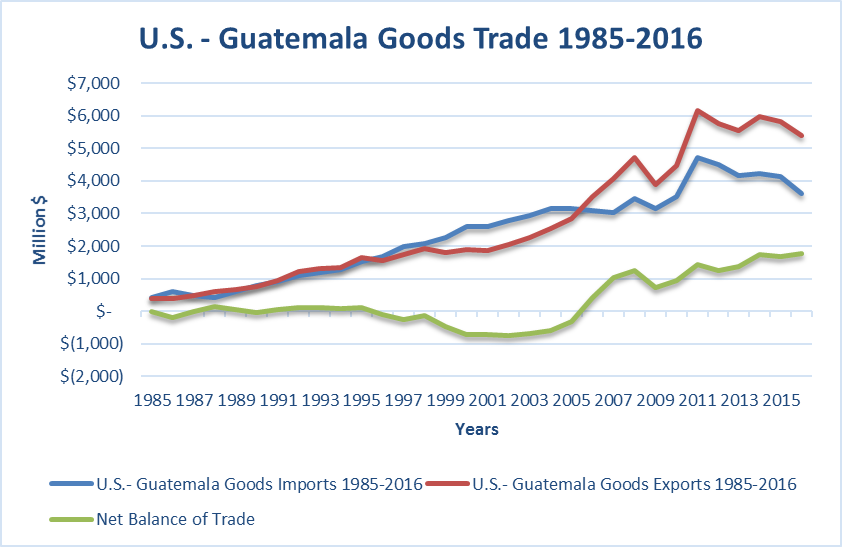 U.S. - Guatemala Goods Trade 1985-2016
$7,000
$6,000
$5,000
$4,000
$3,000
$2,000
$1,000
$-
$(1,000)
$(2,000)
Million $
1985 1987 1989 1991 1993 1995 1997 1999 2001 2003 2005 2007 2009 2011 2013 2015
Years
U.S.- Guatemala Goods Imports 1985-2016
U.S.- Guatemala Goods Exports 1985-2016
Net Balance of Trade